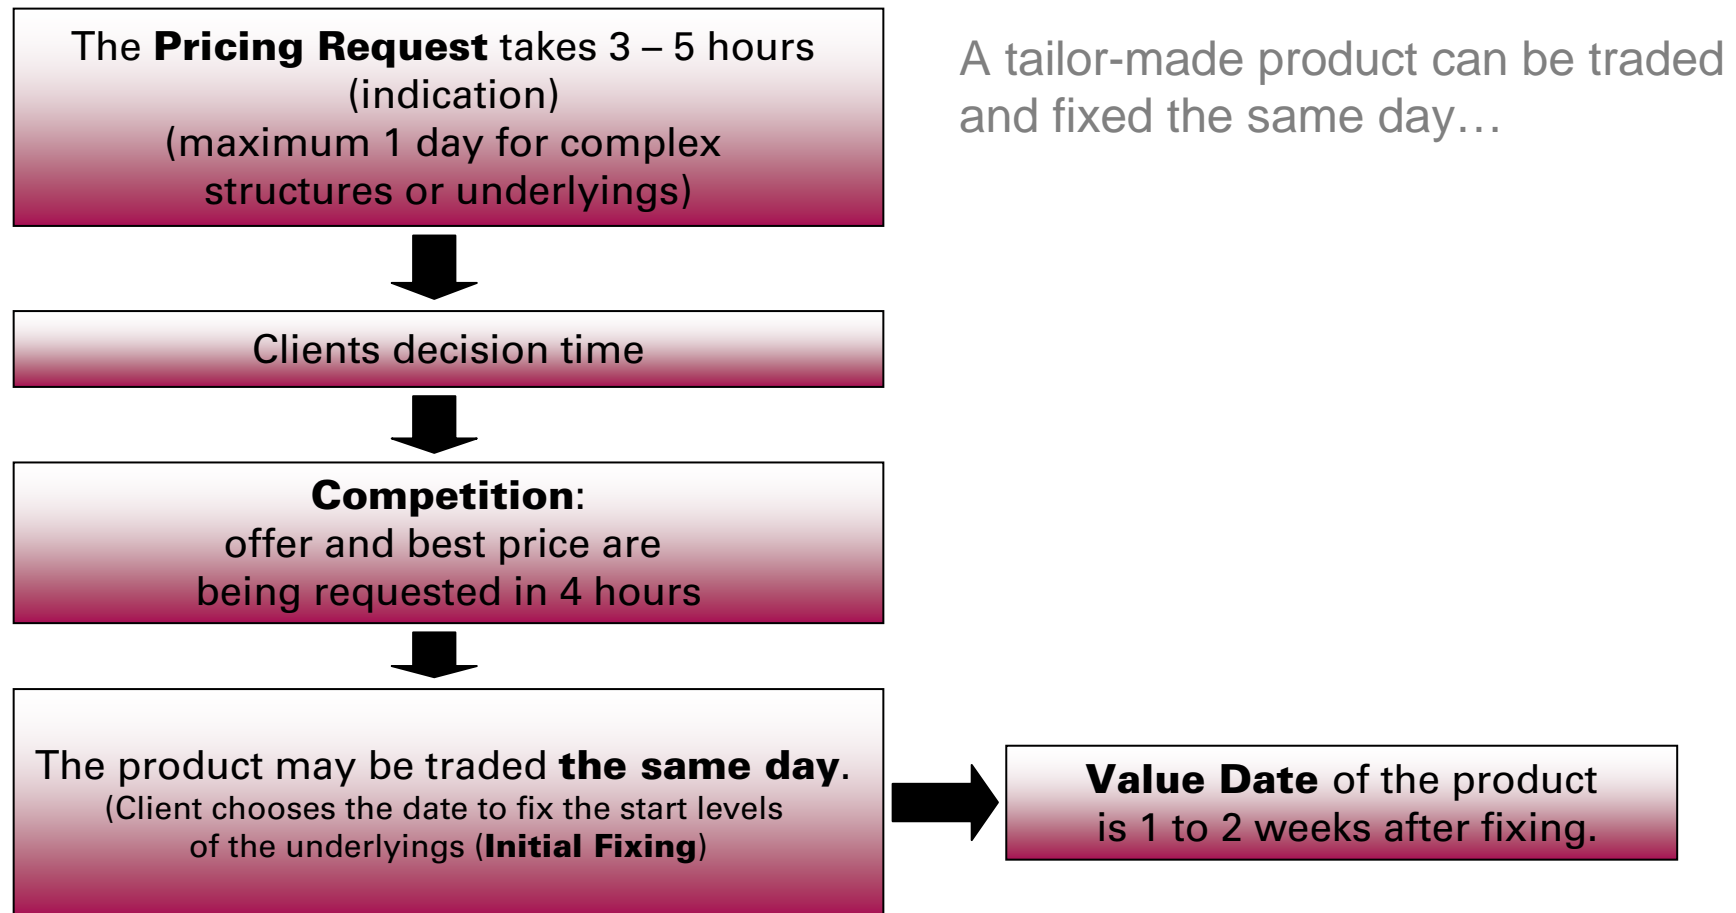 The Pricing Request takes 3 – 5 hours
(indication)
(maximum 1 day for complex
structures or underlyings)
A tailor-made product can be traded
and fixed the same day…
Clients decision time
Competition:
offer and best price are
being requested in 4 hours
The product may be traded the same day.
(Client chooses the date to fix the start levels
of the underlyings (Initial Fixing)
Value Date of the product
is 1 to 2 weeks after fixing.